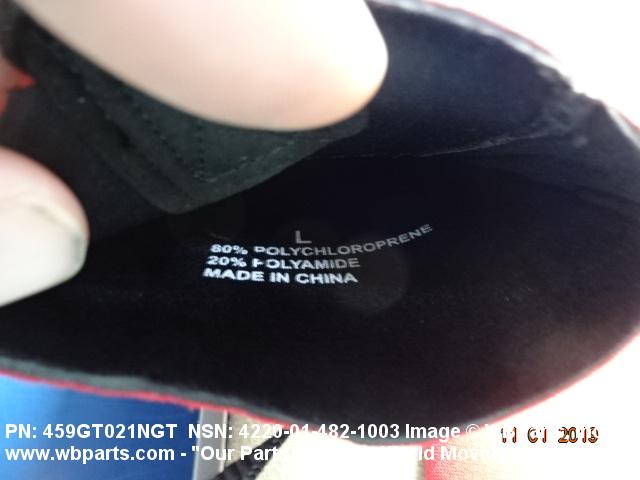 L
80% POLYCHLOROPRENE
20% POLYAMIDE
MADE IN CHINA
PN: 459GT021NGT NSN: 4220-01-482-1003 Image ©
www.wbparts.com - "Our Parts